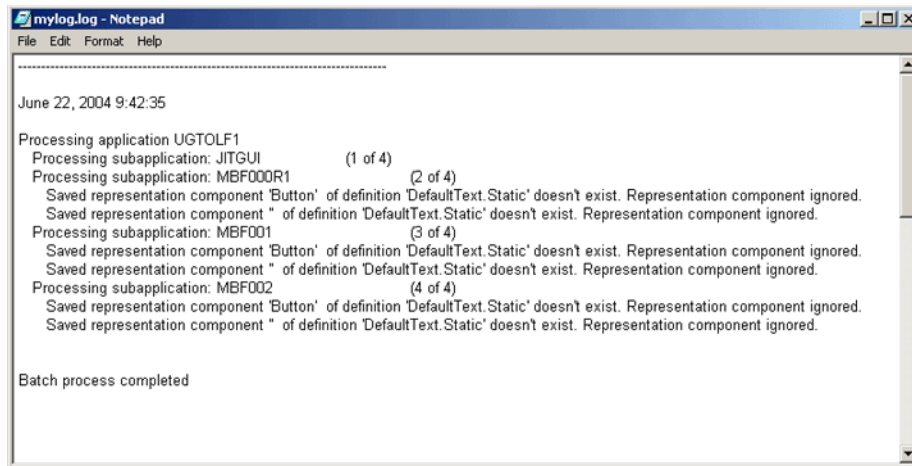 mylog.log - Notepad
File Edit Format Help
--------------------------------------------------------------------------------
June 22, 2004 9:42:35
Processing application UGTOLF1
Processing subapplication: JITGUI (1 of 4)
Processing subapplication: MBF000R1 (2 of 4)
Saved representation component 'Button' of definition 'DefaultText.Static' doesn't exist. Representation component ignored.
Saved representation component '' of definition 'DefaultText.Static' doesn't exist. Representation component ignored.
Processing subapplication: MBF001 (3 of 4)
Saved representation component 'Button' of definition 'DefaultText.Static' doesn't exist. Representation component ignored.
Saved representation component '' of definition 'DefaultText.Static' doesn't exist. Representation component ignored.
Processing subapplication: MBF002 (4 of 4)
Saved representation component 'Button' of definition 'DefaultText.Static' doesn't exist. Representation component ignored.
Saved representation component '' of definition 'DefaultText.Static' doesn't exist. Representation component ignored.
Batch process completed